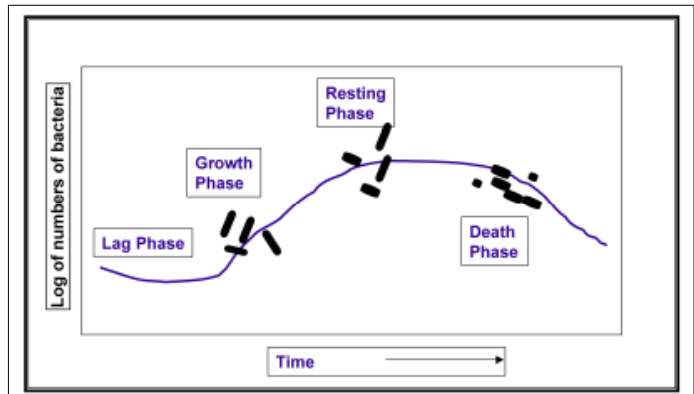 Resting
Phase
Growth
Phase
Lag Phase
Death
Phase
Log of numbers of bacteria
Time